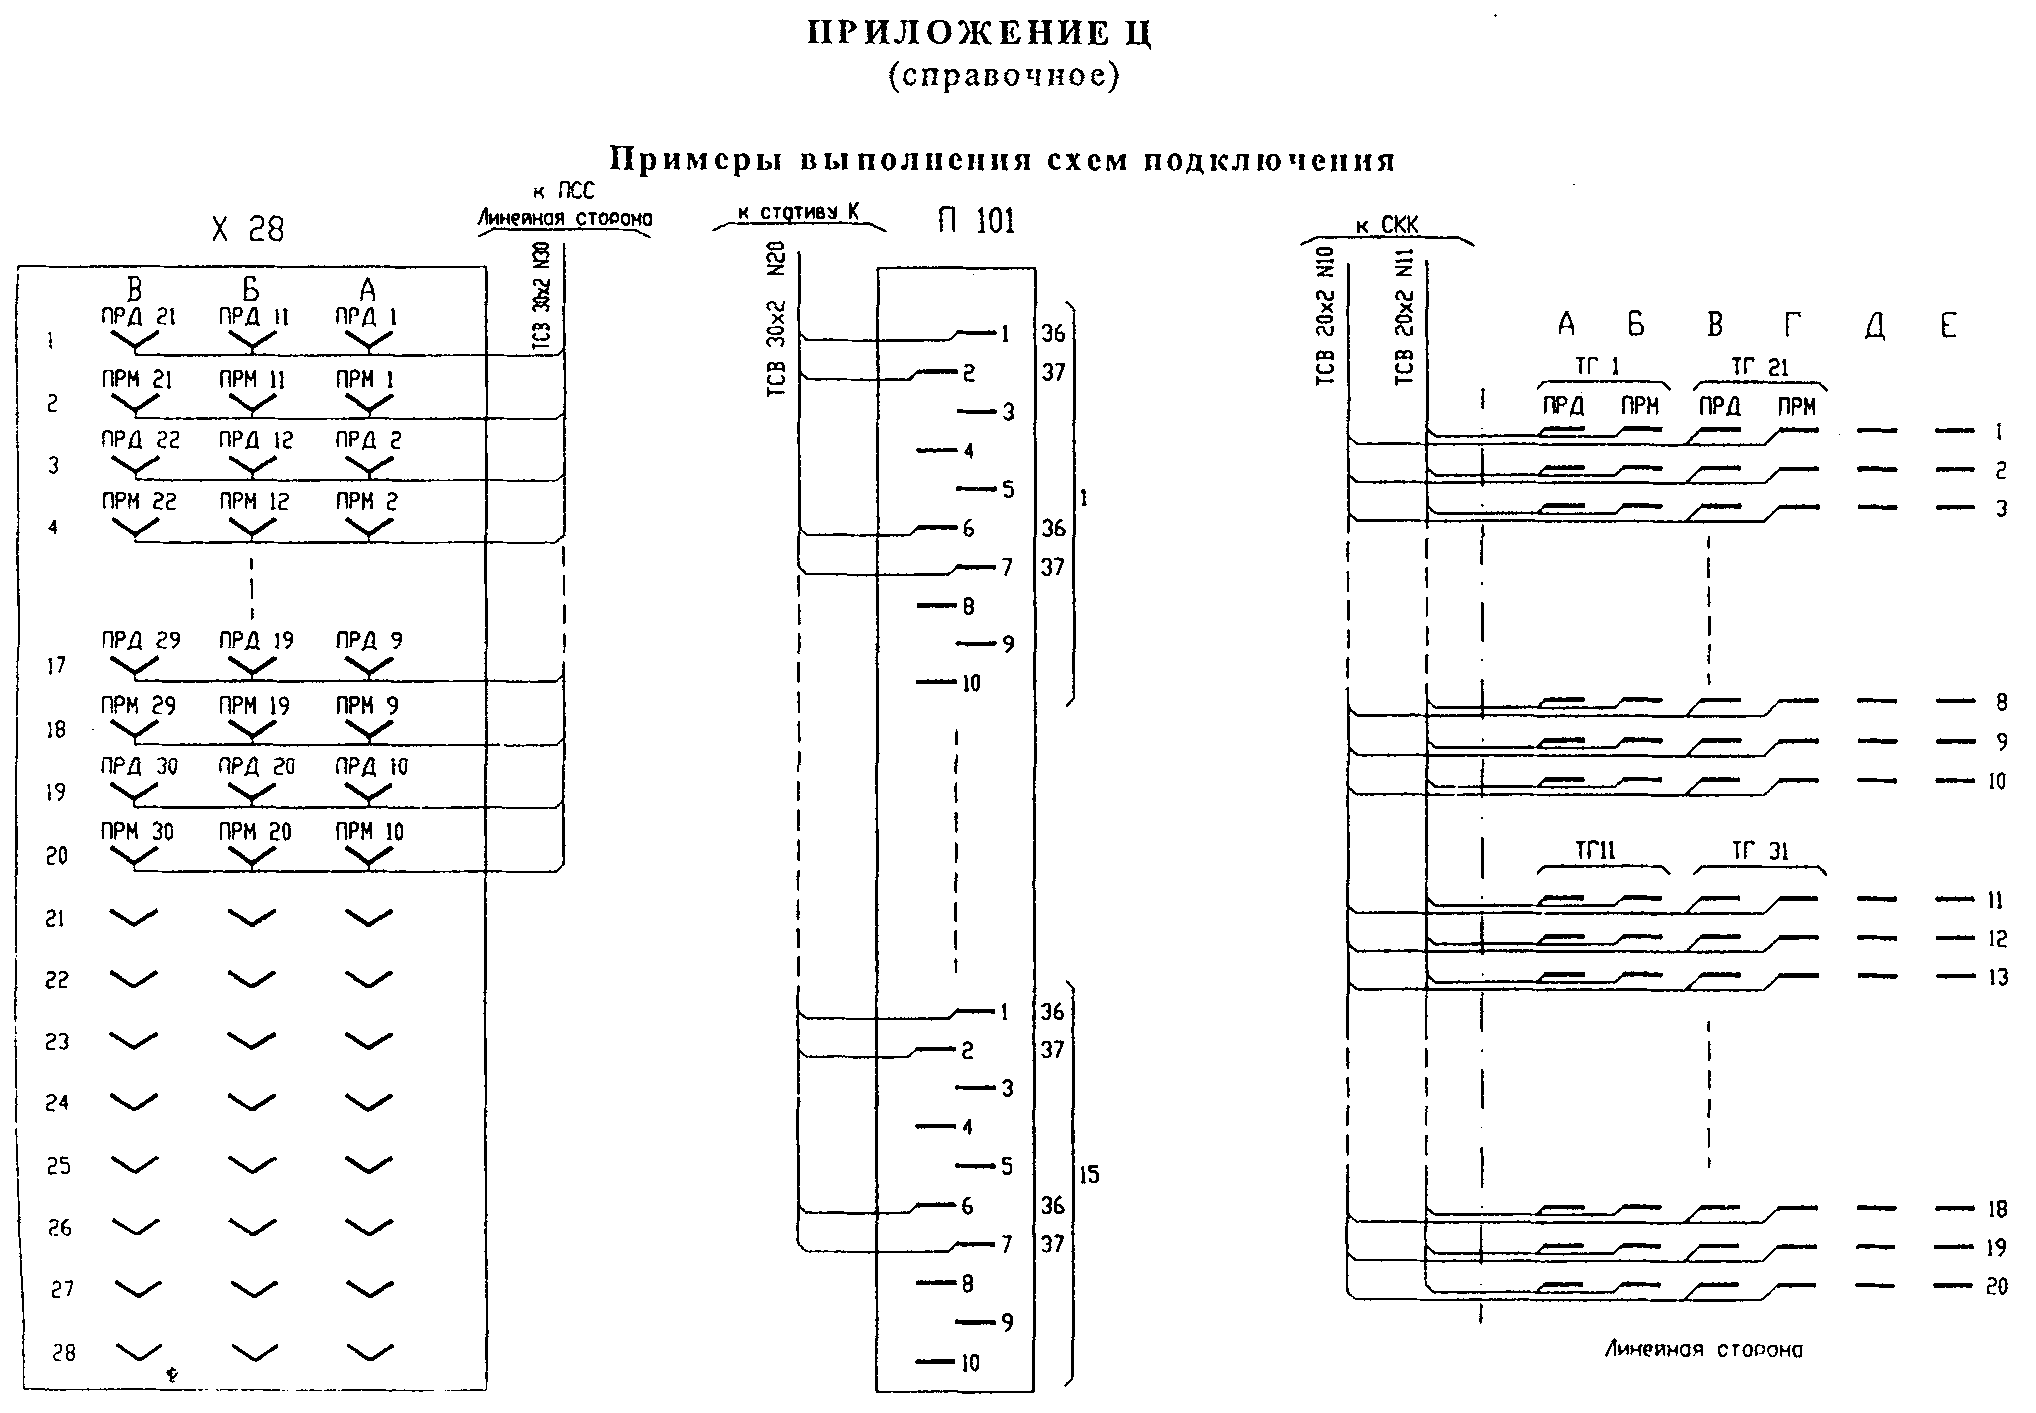 ПРИЛОЖЕНИЕ Ц
(справочное)
Примеры выполнения схем подключения
Х 28
к ПСС
Линейная сторона
ТСВ 30х2 N30
В Б А
ПРД 21 ПРД 11 ПРД 1
1
ПРМ 21 ПРМ 11 ПРМ 1
2
ПРД 22 ПРД 12 ПРД 2
3
ПРМ 22 ПРМ 12 ПРМ 2
4
ПРД 29 ПРД 19 ПРД 9
17
ПРМ 29 ПРМ 19 ПРМ 9
18
ПРД 30 ПРД 20 ПРД 10
19
ПРМ 30 ПРМ 20 ПРМ 10
20
21
22
23
24
25
26
27
28
к стативу К
П 101
ТСВ 30х2 N20
1 36
2 37
3
4
5
1
6 36
7 37
8
9
10
1 36
2 37
3
4
5
15
6 36
7 37
8
9
10
к СКК
ТСВ 20х2 N10
ТСВ 20х2 N11
А Б В Г Д Е
ТГ 1 ТГ 21
ПРД ПРМ ПРД ПРМ
1
2
3
8
9
10
ТГ11 ТГ 31
11
12
13
18
19
20
Линейная сторона